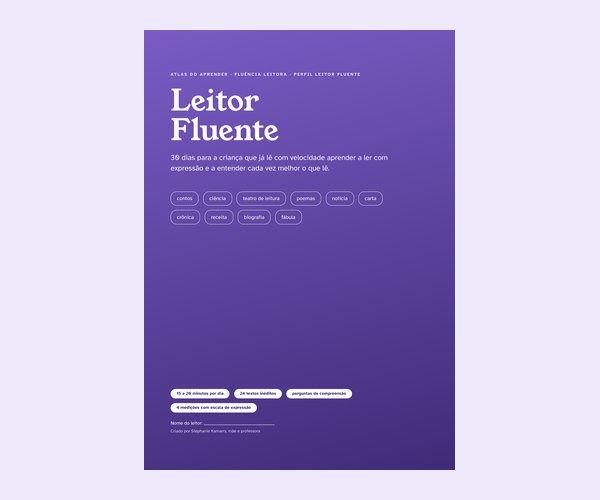 ATLAS DO APRENDER · FLUÊNCIA LEITORA · PERFIL LEITOR FLUENTE
Leitor
Fluente
30 dias para a criança que já lê com velocidade aprender a ler com
expressão e a entender cada vez melhor o que lê.
contos ciência teatro de leitura poemas notícia carta
crônica receita biografia fábula
15 a 20 minutos por dia 24 textos inéditos perguntas de compreensão
4 medições com escala de expressão
Nome do leitor:
Criado por Stephanie Kamarry, mãe e professora